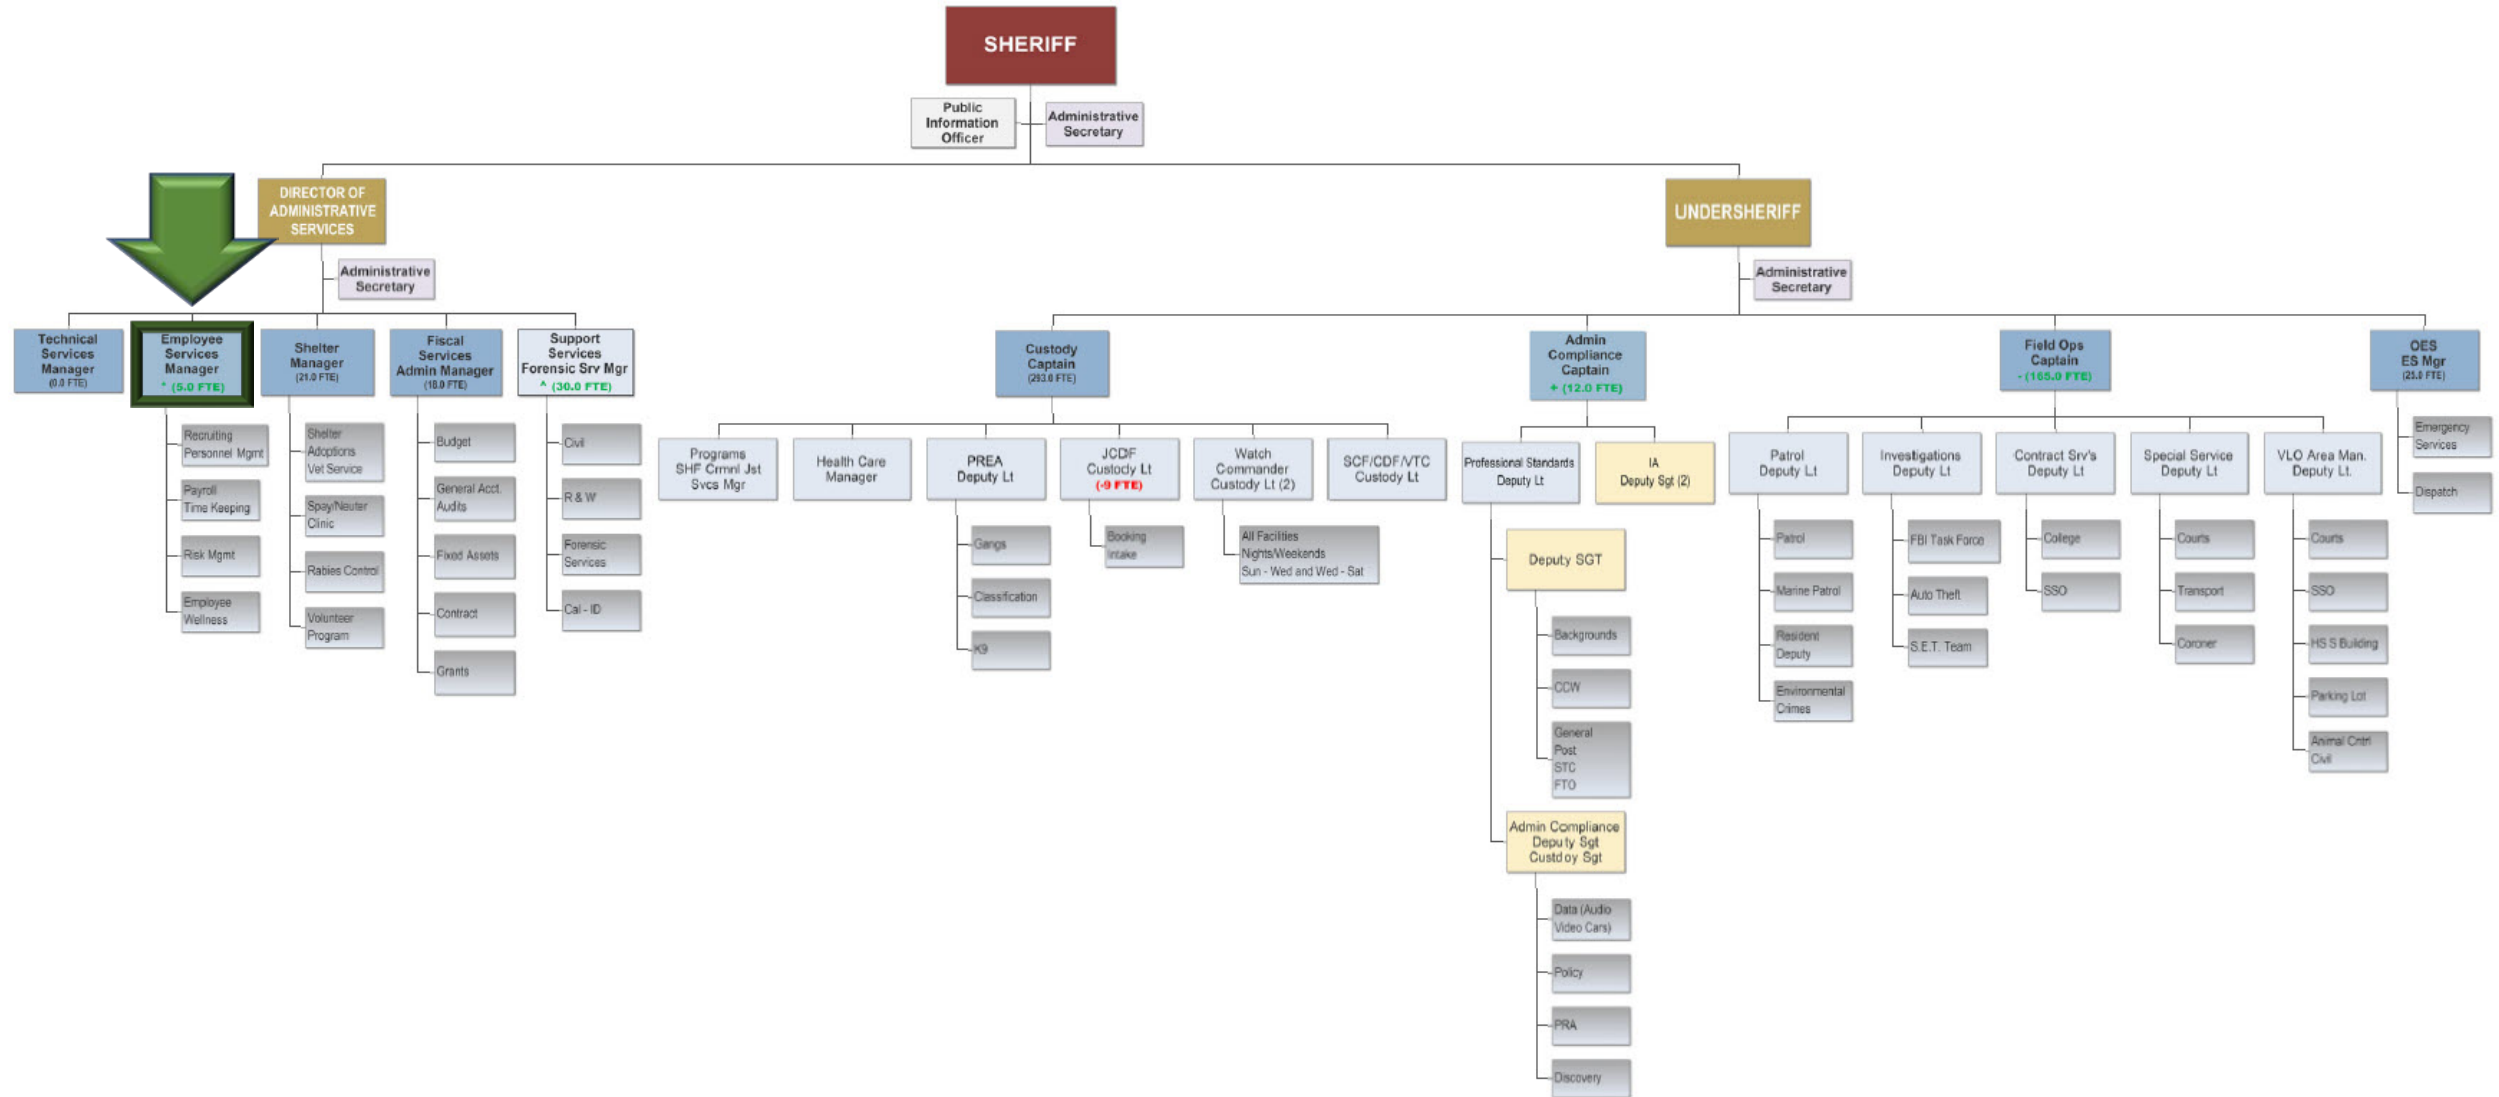 SHERIFF
Public
Information
Officer
Administrative
Secretary
DIRECTOR OF
ADMINISTRATIVE
SERVICES
Administrative
Secretary
UNDERSHERIFF
Administrative
Secretary
Technical
Services
Manager
(0.0 FTE)
Employee
Services
Manager
^ (5.0 FTE)
Shelter
Manager
(21.0 FTE)
Fiscal
Services
Admin Manager
(18.0 FTE)
Support
Services
Forensic Srv Mgr
^ (30.0 FTE)
Custody
Captain
(293.0 FTE)
Admin
Compliance
Captain
+ (12.0 FTE)
Field Ops
Captain
- (165.0 FTE)
OES
ES Mgr
(25.0 FTE)
Recruiting
Personnel Mgmt
Payroll
Time Keeping
Risk Mgmt
Employee
Wellness
Shelter
Adoptions
Vet Service
Spay/Neuter
Clinic
Rabies Control
Volunteer
Program
Budget
General Acct.
Audits
Fixed Assets
Contract
Grants
Civil
R & W
Forensic
Services
Cal - ID
Programs
SHF Crmnl Jst
Svcs Mgr
Health Care
Manager
PREA
Deputy Lt
JCDF
Custody Lt
(-9 FTE)
Watch
Commander
Custody Lt (2)
SCF/CDF/VTC
Custody Lt
Gangs
Classification
K9
Booking
Intake
All Facilities
Nights/Weekends
Sun - Wed and Wed - Sat
Professional Standards
Deputy Lt
IA
Deputy Sgt (2)
Deputy SGT
Backgrounds
CCW
General
Post
STC
FTO
Admin Compliance
Deputy Sgt
Custdoy Sgt
Data (Audio
Video Cars)
Policy
PRA
Discovery
Patrol
Deputy Lt
Investigations
Deputy Lt
Contract Srv's
Deputy Lt
Special Service
Deputy Lt
VLO Area Man.
Deputy Lt.
Patrol
Marine Patrol
Resident
Deputy
Environmental
Crimes
FBI Task Force
Auto Theft
S.E.T. Team
College
SSO
Courts
Transport
Coroner
Courts
SSO
HS S Building
Parking Lot
Animal Cntrl
Civil
Emergency
Services
Dispatch